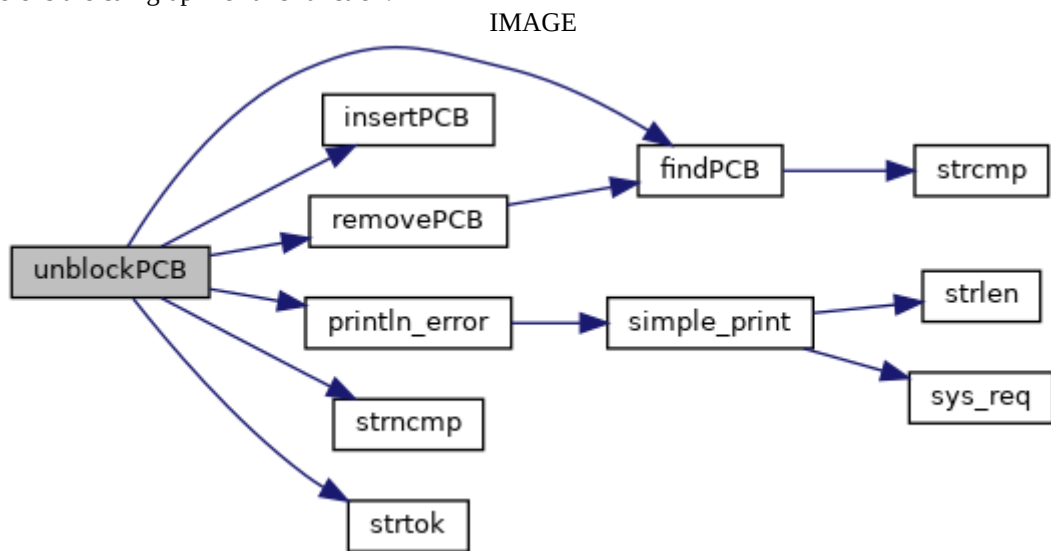 IMAGE
insertPCB
findPCB
strcmp
removePCB
unblockPCB
println_error
simple_print
strlen
sys_req
strncmp
strtok